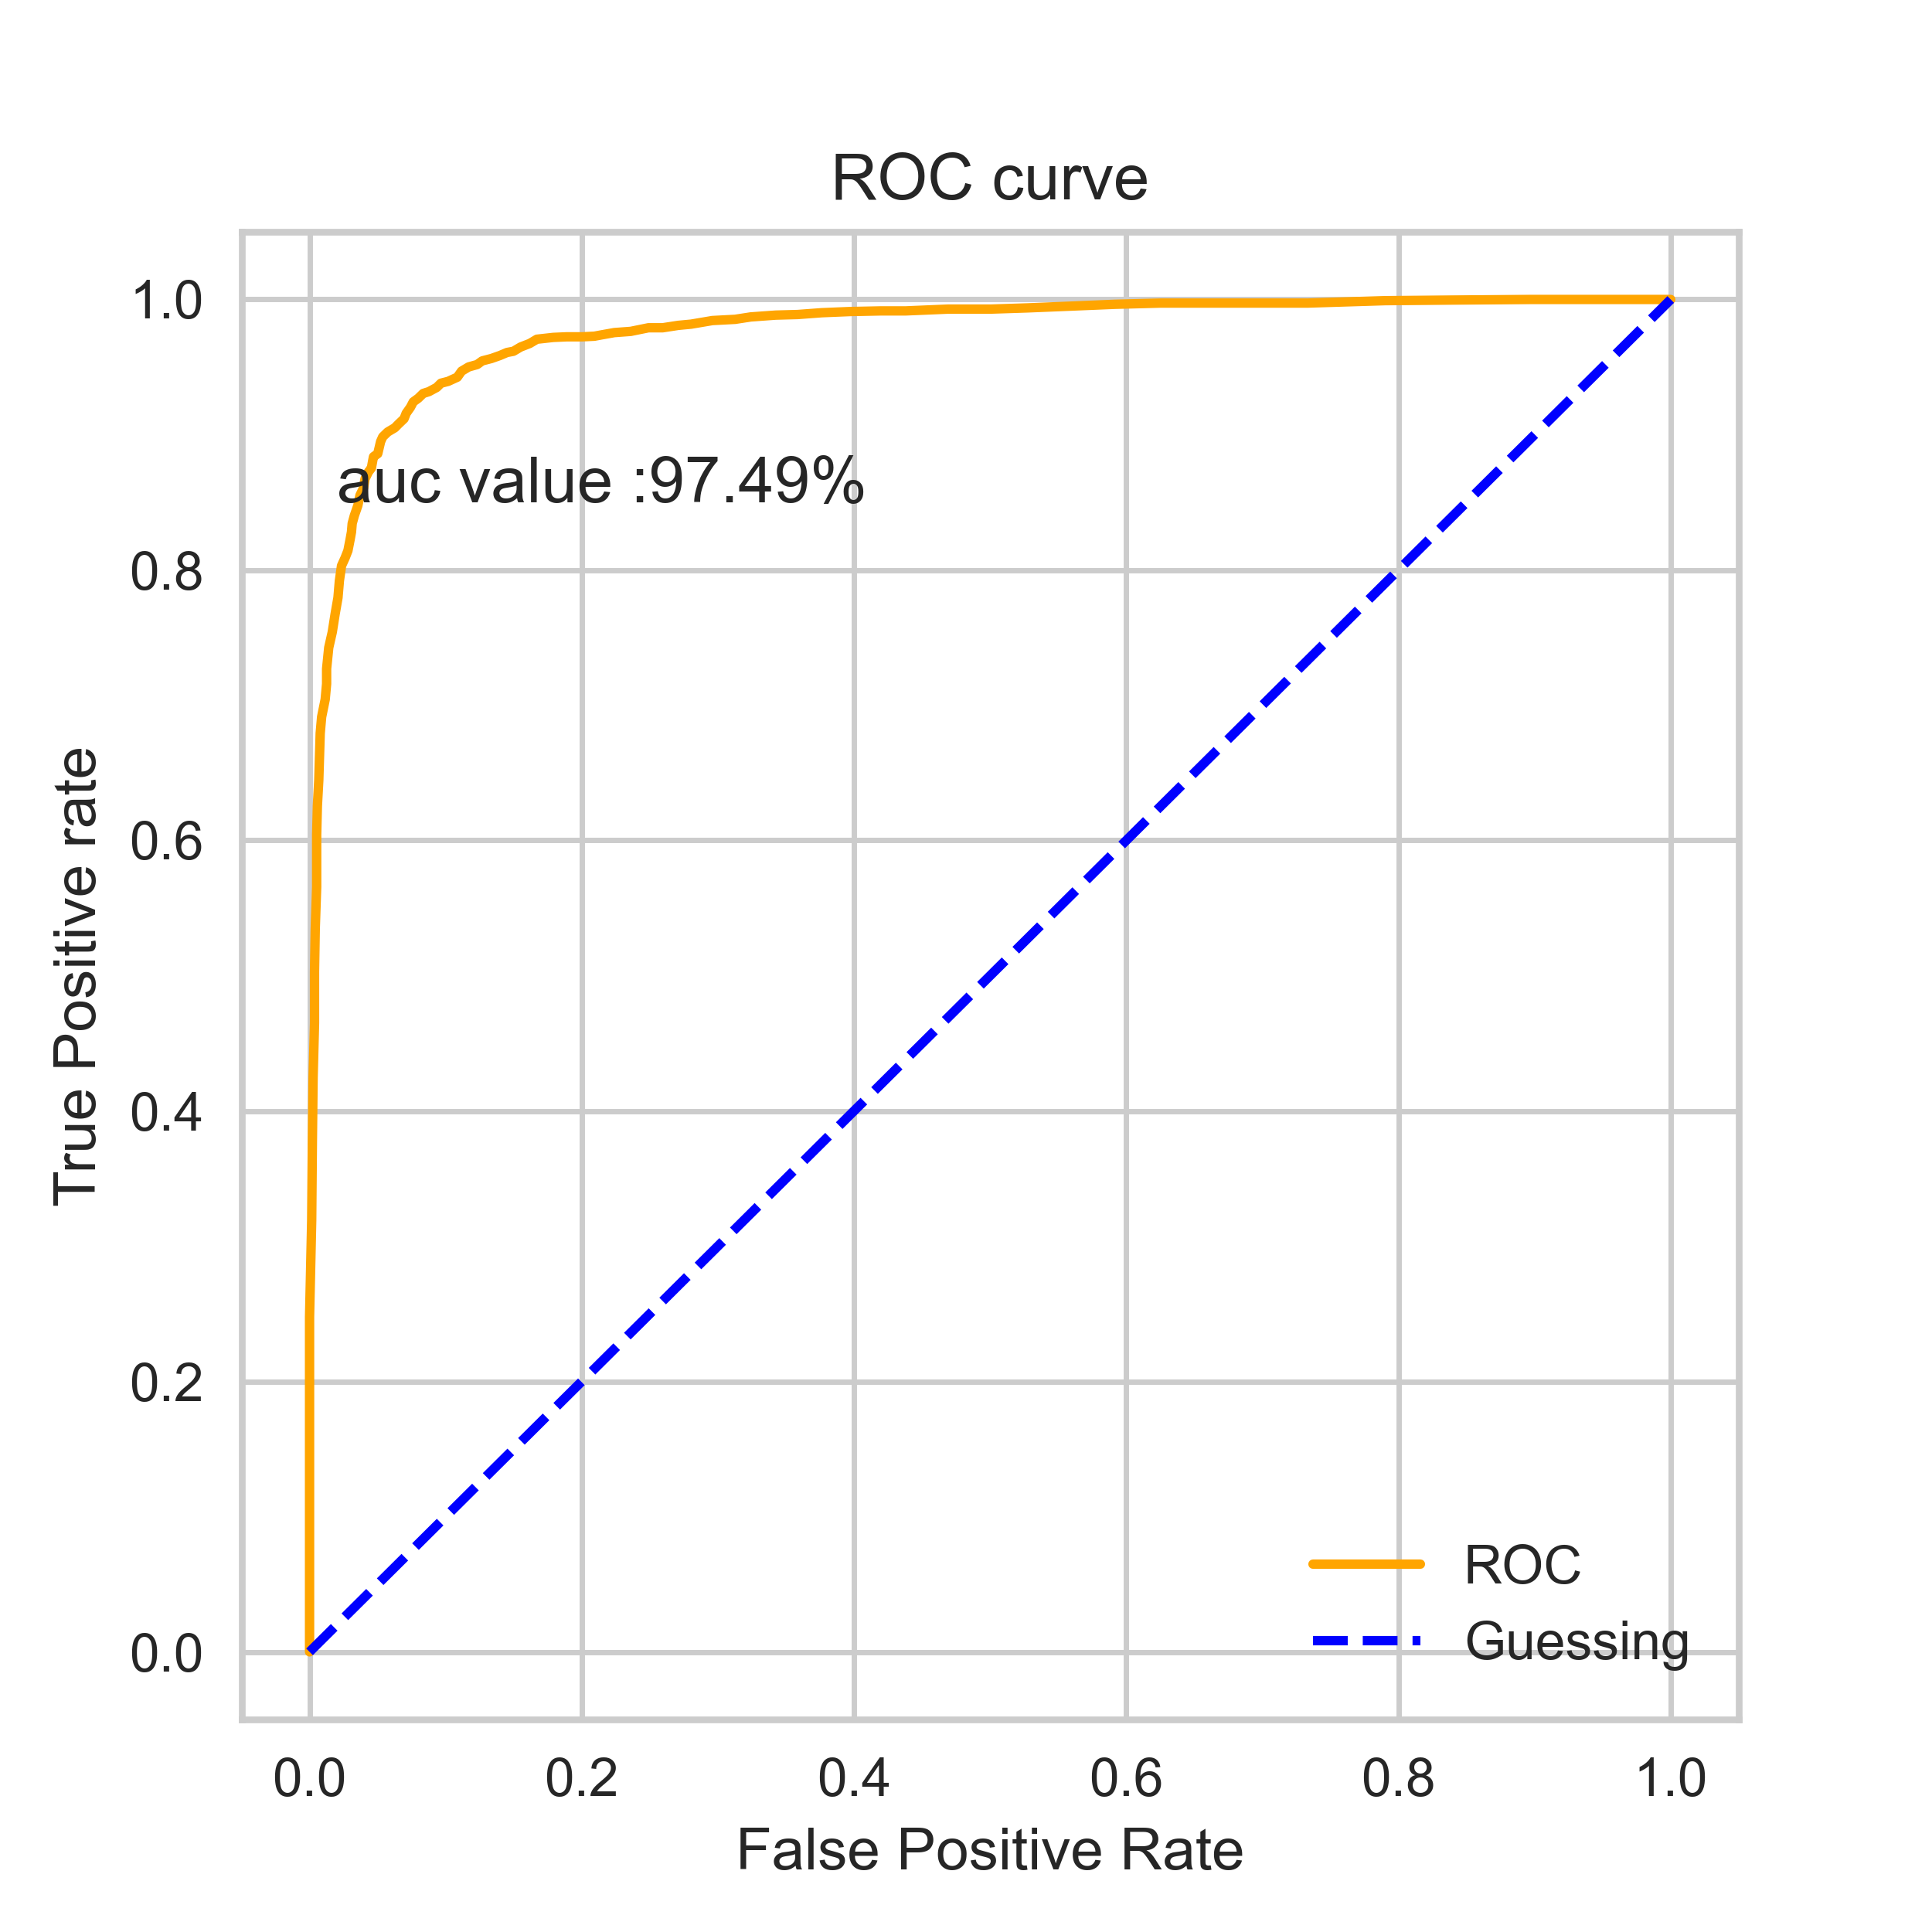 ROC curve
1.0
auc value :97.49%
0.8
0.6
True Positive rate
0.4
0.2
ROC
Guessing
0.0
0.0 0.2 0.4 0.6 0.8 1.0
False Positive Rate